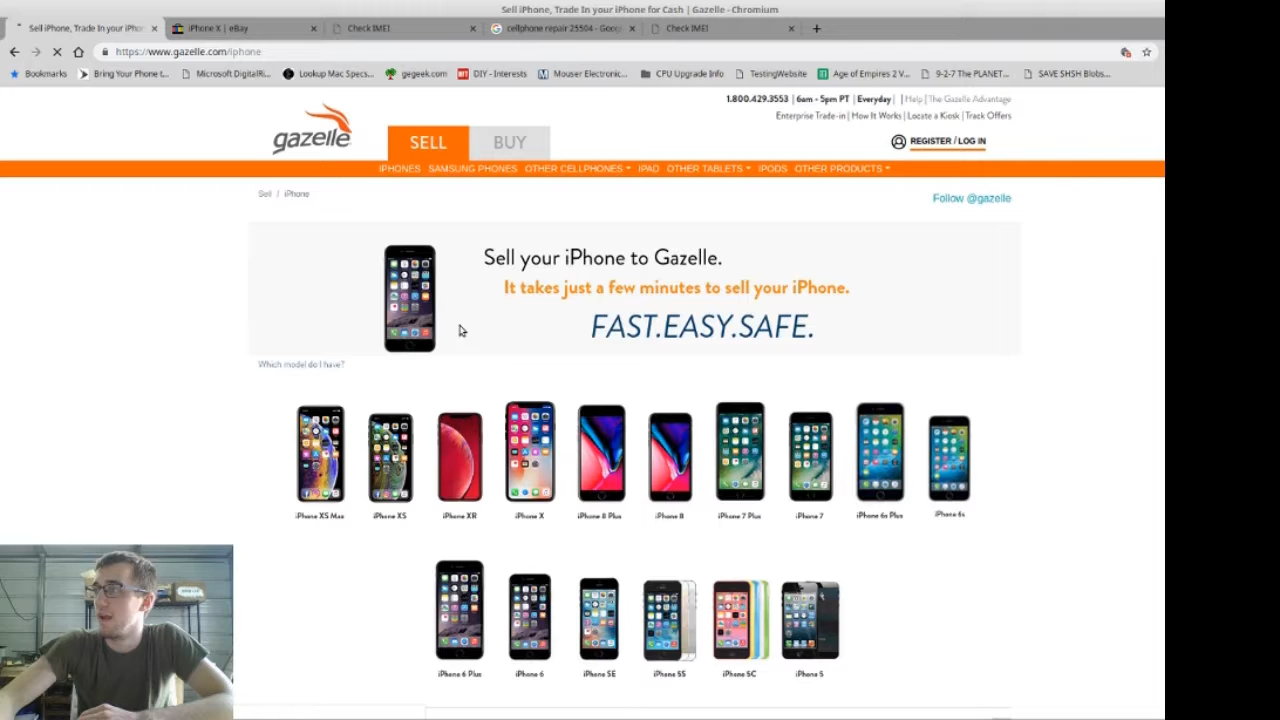 Sell iPhone, Trade In your iPhone for Cash | Gazelle - Chromium
Sell iPhone, Trade In your iPho
iPhone X | eBay
Check IMEI
cellphone repair 25504 - Goog
Check IMEI
https://www.gazelle.com/iphone
Bookmarks
Bring Your Phone t...
Microsoft DigitalRi...
Lookup Mac Specs...
gegeek.com
DIY - Interests
Mouser Electronic...
CPU Upgrade Info
TestingWebsite
Age of Empires 2 V...
9-2-7 The PLANET...
SAVE SHSH Blobs...
1.800.429.3553 | 6am - 5pm PT | Everyday | | Help | The Gazelle Advantage
Enterprise Trade-in | How It Works | Locate a Kiosk | Track Offers
gazelle
SELL
BUY
REGISTER / LOG IN
IPHONES SAMSUNG PHONES OTHER CELLPHONES IPAD OTHER TABLETS IPODS OTHER PRODUCTS
Sell / iPhone
Follow @gazelle
Sell your iPhone to Gazelle.
It takes just a few minutes to sell your iPhone.
FAST.EASY.SAFE.
Which model do I have?
iPhone XS Max
iPhone XS
iPhone XR
iPhone X
iPhone 8 Plus
iPhone 8
iPhone 7 Plus
iPhone 7
iPhone 6s Plus
iPhone 6s
iPhone 6 Plus
iPhone 6
iPhone SE
iPhone 5S
iPhone 5C
iPhone 5